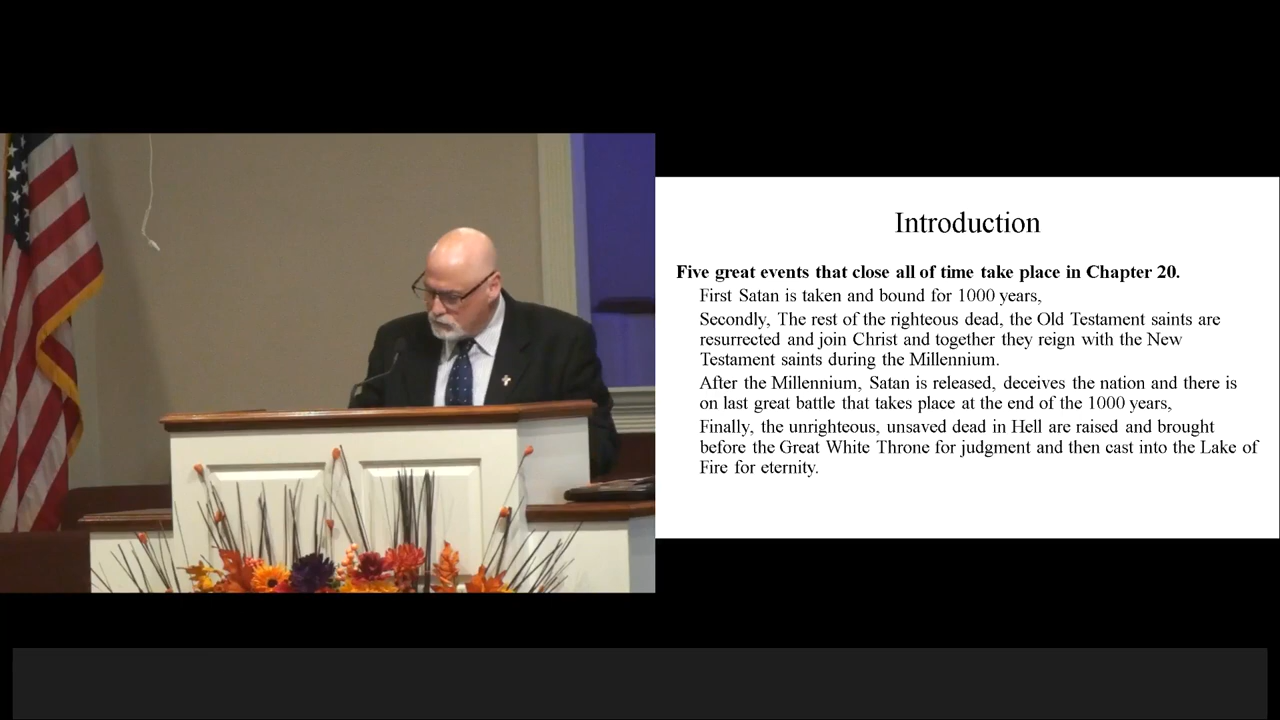 Introduction
Five great events that close all of time take place in Chapter 20.
First Satan is taken and bound for 1000 years,
Secondly, The rest of the righteous dead, the Old Testament saints are
resurrected and join Christ and together they reign with the New
Testament saints during the Millennium.
After the Millennium, Satan is released, deceives the nation and there is
on last great battle that takes place at the end of the 1000 years,
Finally, the unrighteous, unsaved dead in Hell are raised and brought
before the Great White Throne for judgment and then cast into the Lake of
Fire for eternity.